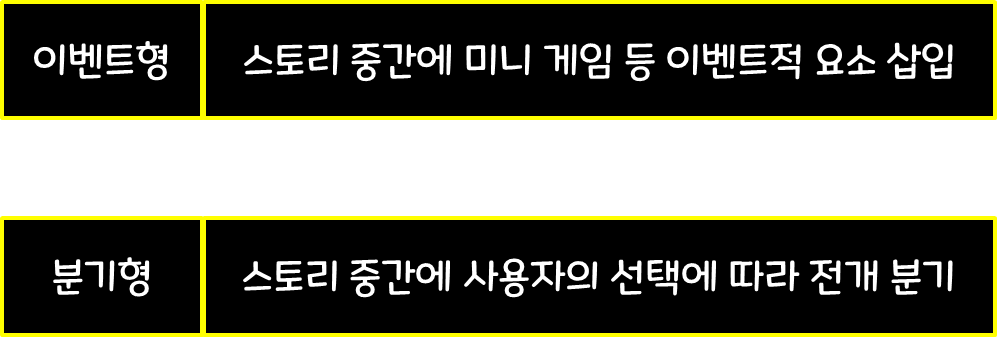 이벤트형 스토리 중간에 미니 게임 등 이벤트적 요소 삽입
분기형 스토리 중간에 사용자의 선택에 따라 전개 분기